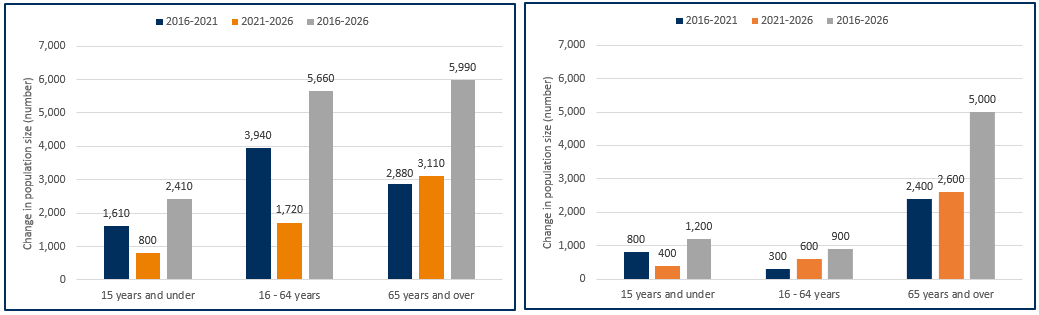 2016-2021 2021-2026 2016-2026
Change in population size (number)
7,000
6,000
5,000
4,000
3,000
2,000
1,000
0
1,610 800 2,410
3,940 1,720 5,660
2,880 3,110 5,990
15 years and under 16 - 64 years 65 years and over
2016-2021 2021-2026 2016-2026
Change in population size (number)
7,000
6,000
5,000
4,000
3,000
2,000
1,000
0
800 400 1,200
300 600 900
2,400 2,600 5,000
15 years and under 16 - 64 years 65 years and over